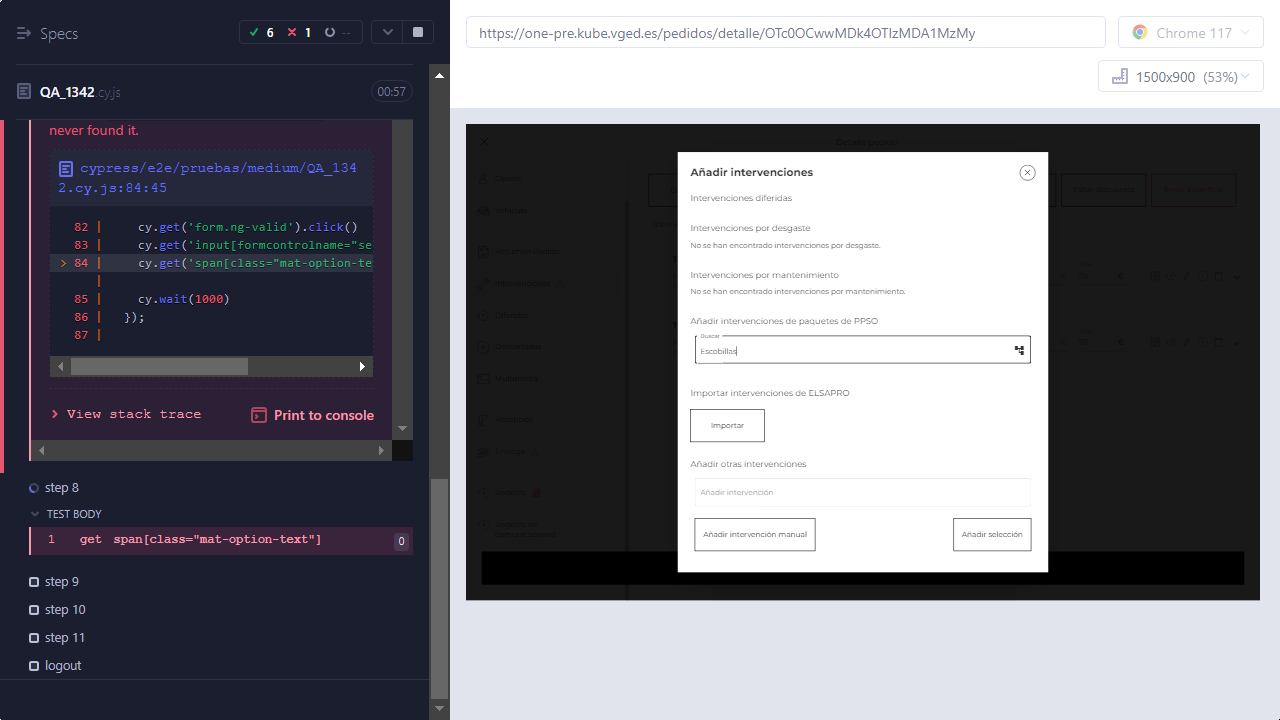 Specs
6
1
--
QA_1342.cy.js
00:57
never found it.
cypress/e2e/pruebas/medium/QA_134
2.cy.js:84:45
82 | cy.get('form.ng-valid').click()
83 | cy.get('input[formcontrolname="se
> 84 | cy.get('span[class="mat-option-te
|
85 | cy.wait(1000)
86 | });
87 |
View stack trace
Print to console
step 8
TEST BODY
1 get span[class="mat-option-text"]
0
step 9
step 10
step 11
logout
https://one-pre.kube.vged.es/pedidos/detalle/OTc0OCwwMDk4OTIzMDA1MzMy
Chrome 117
1500x900 (53%)
Añadir intervenciones
Intervenciones diferidas
Intervenciones por desgaste
No se han encontrado intervenciones por desgaste.
Intervenciones por mantenimiento
No se han encontrado intervenciones por mantenimiento.
Añadir intervenciones de paquetes de PPSO
Buscar
Escobillas
Importar intervenciones de ELSAPRO
Importar
Añadir otras intervenciones
Añadir intervención
Añadir intervención manual
Añadir selección